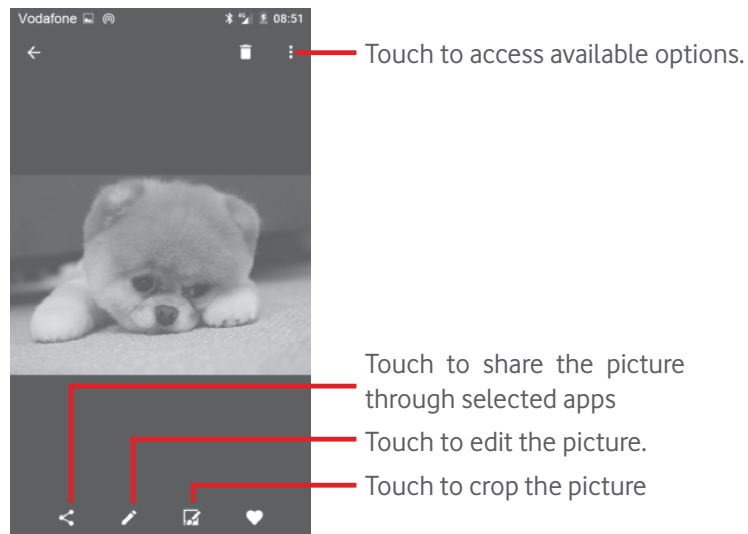 Vodafone 08:51
Touch to access available options.
Touch to share the picture
through selected apps
Touch to edit the picture.
Touch to crop the picture